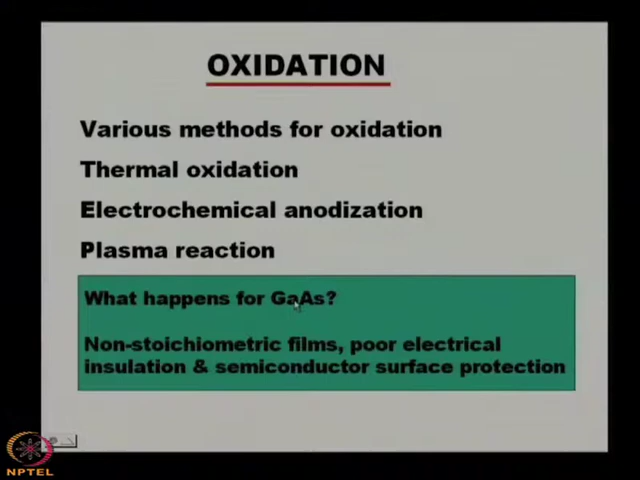 OXIDATION
Various methods for oxidation
Thermal oxidation
Electrochemical anodization
Plasma reaction
What happens for GaAs?
Non-stoichiometric films, poor electrical
insulation & semiconductor surface protection
NPTEL